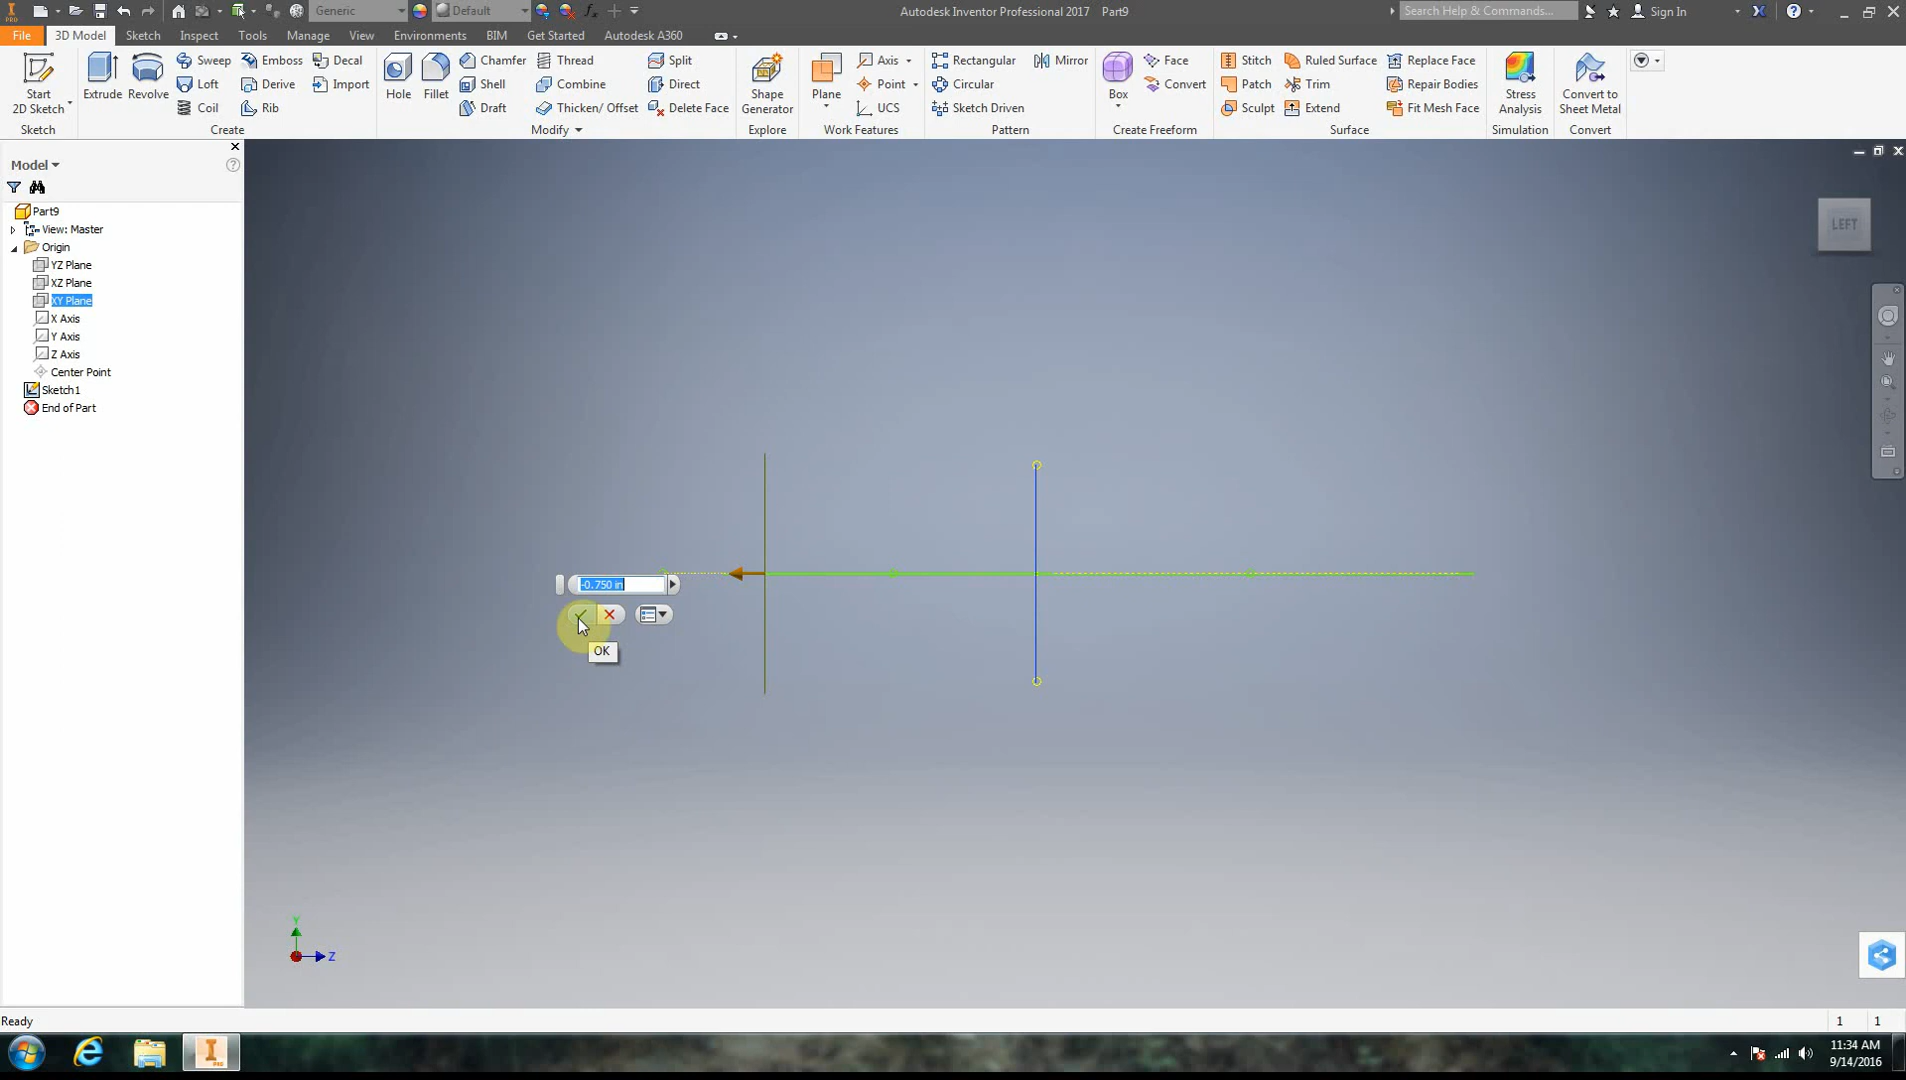 PRO
Generic
Default
Autodesk Inventor Professional 2017 Part9
Search Help & Commands...
Sign In
File
3D Model
Sketch
Inspect
Tools
Manage
View
Environments
BIM
Get Started
Autodesk A360
Start
2D Sketch
Sketch
Extrude
Revolve
Sweep
Loft
Coil
Emboss
Derive
Rib
Decal
Import
Create
Hole
Fillet
Chamfer
Shell
Draft
Thread
Combine
Thicken/ Offset
Split
Direct
Delete Face
Modify
Shape
Generator
Explore
Plane
Axis
Point
UCS
Work Features
Rectangular
Circular
Sketch Driven
Mirror
Pattern
Box
Face
Convert
Create Freeform
Stitch
Patch
Sculpt
Ruled Surface
Trim
Extend
Replace Face
Repair Bodies
Fit Mesh Face
Surface
Stress
Analysis
Simulation
Convert to
Sheet Metal
Convert
Model
Part9
View: Master
Origin
YZ Plane
XZ Plane
XY Plane
X Axis
Y Axis
Z Axis
Center Point
Sketch1
End of Part
LEFT
-0.750 in
OK
Y
Z
Ready
1 1
PRO
11:34 AM
9/14/2016